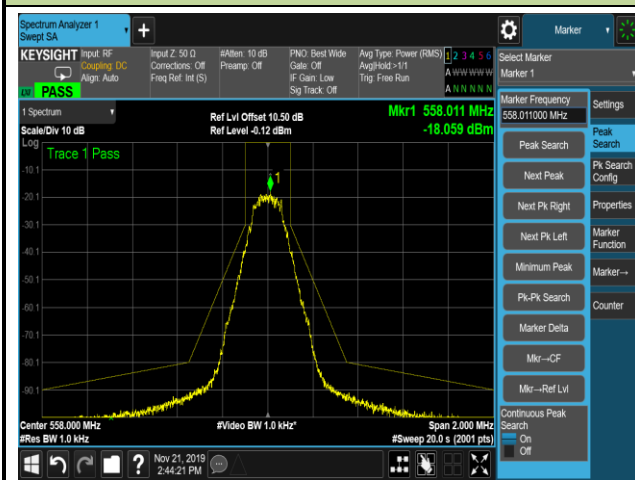 Spectrum Analyzer 1
Swept SA
Marker
KEYSIGHT
Input: RF
Coupling: DC
Align: Auto
Input Z: 50 Ω
Corrections: Off
Freq Ref: Int (S)
#Atten: 10 dB
Preamp: Off
PNO: Best Wide
Gate: Off
IF Gain: Low
Sig Track: Off
Avg Type: Power (RMS)
Avg|Hold:>1/1
Trig: Free Run
1 2 3 4 5 6
A W W W W W
A N N N N N
PASS
Select Marker
Marker 1
1 Spectrum
Scale/Div 10 dB
Ref Lvl Offset 10.50 dB
Ref Level -0.12 dBm
Mkr1 558.011 MHz
-18.059 dBm
Log
Trace 1 Pass
1
-10.1
-20.1
-30.1
-40.1
-50.1
-60.1
-70.1
-80.1
-90.1
Center 558.000 MHz
#Res BW 1.0 kHz
#Video BW 1.0 kHz*
Span 2.000 MHz
#Sweep 20.0 s (2001 pts)
Marker Frequency
558.011000 MHz
Peak Search
Next Peak
Next Pk Right
Next Pk Left
Minimum Peak
Pk-Pk Search
Marker Delta
Mkr→CF
Mkr→Ref Lvl
Continuous Peak
Search
On
Off
Settings
Peak
Search
Pk Search
Config
Properties
Marker
Function
Marker→
Counter
?
Nov 21, 2019
2:44:21 PM